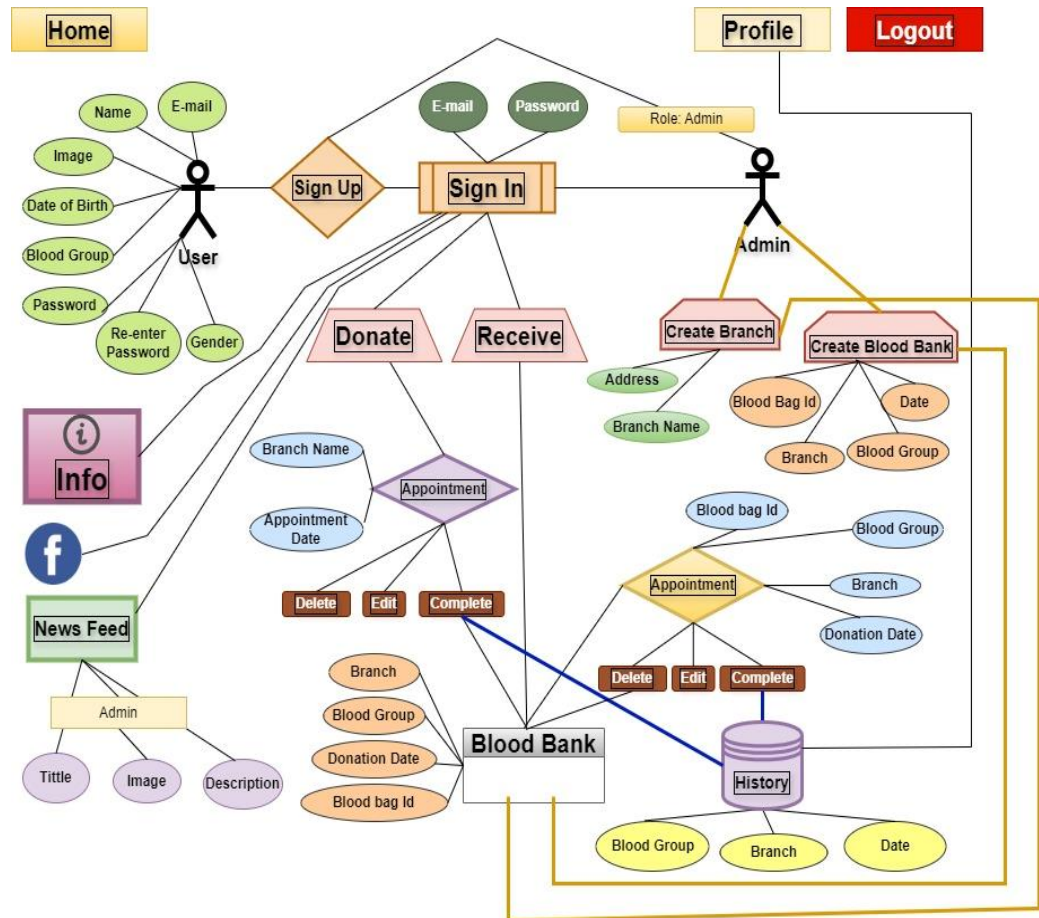 Home
Profile
Logout
E-mail
Name
E-mail
Password
Role: Admin
Image
Sign Up
Sign In
Date of Birth
Blood Group
User
Admin
Password
Re-enter
Password
Gender
Donate
Receive
Create Branch
Create Blood Bank
Address
Branch Name
Blood Bag Id
Date
Branch
Blood Group
Info
Branch Name
Appointment
Appointment
Date
Blood bag Id
Blood Group
f
Appointment
Branch
Donation Date
Delete
Edit
Complete
News Feed
Delete
Edit
Complete
Branch
Admin
Blood Group
Blood Bank
Donation Date
Blood bag Id
Tittle
Image
Description
History
Blood Group
Branch
Date